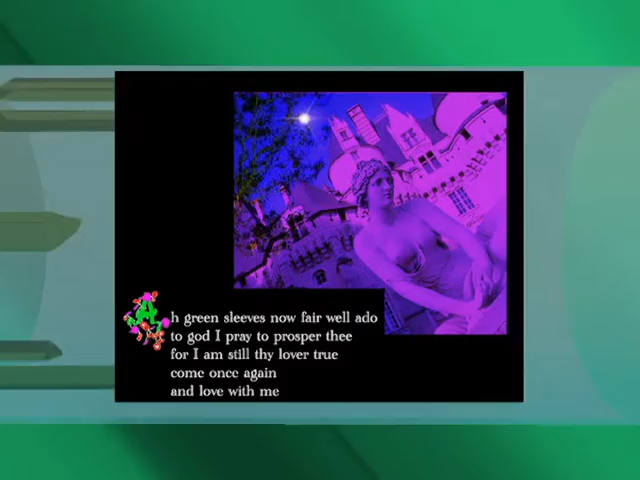 Ah green sleeves now fair well ado
to god I pray to prosper thee
for I am still thy lover true
come once again
and love with me